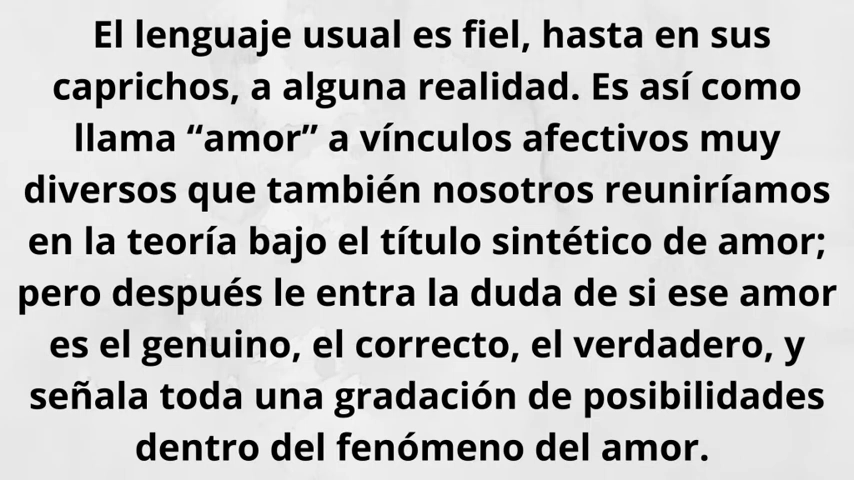 El lenguaje usual es fiel, hasta en sus
caprichos, a alguna realidad. Es así como
llama “amor” a vínculos afectivos muy
diversos que también nosotros reuniríamos
en la teoría bajo el título sintético de amor;
pero después le entra la duda de si ese amor
es el genuino, el correcto, el verdadero, y
señala toda una gradación de posibilidades
dentro del fenómeno del amor.